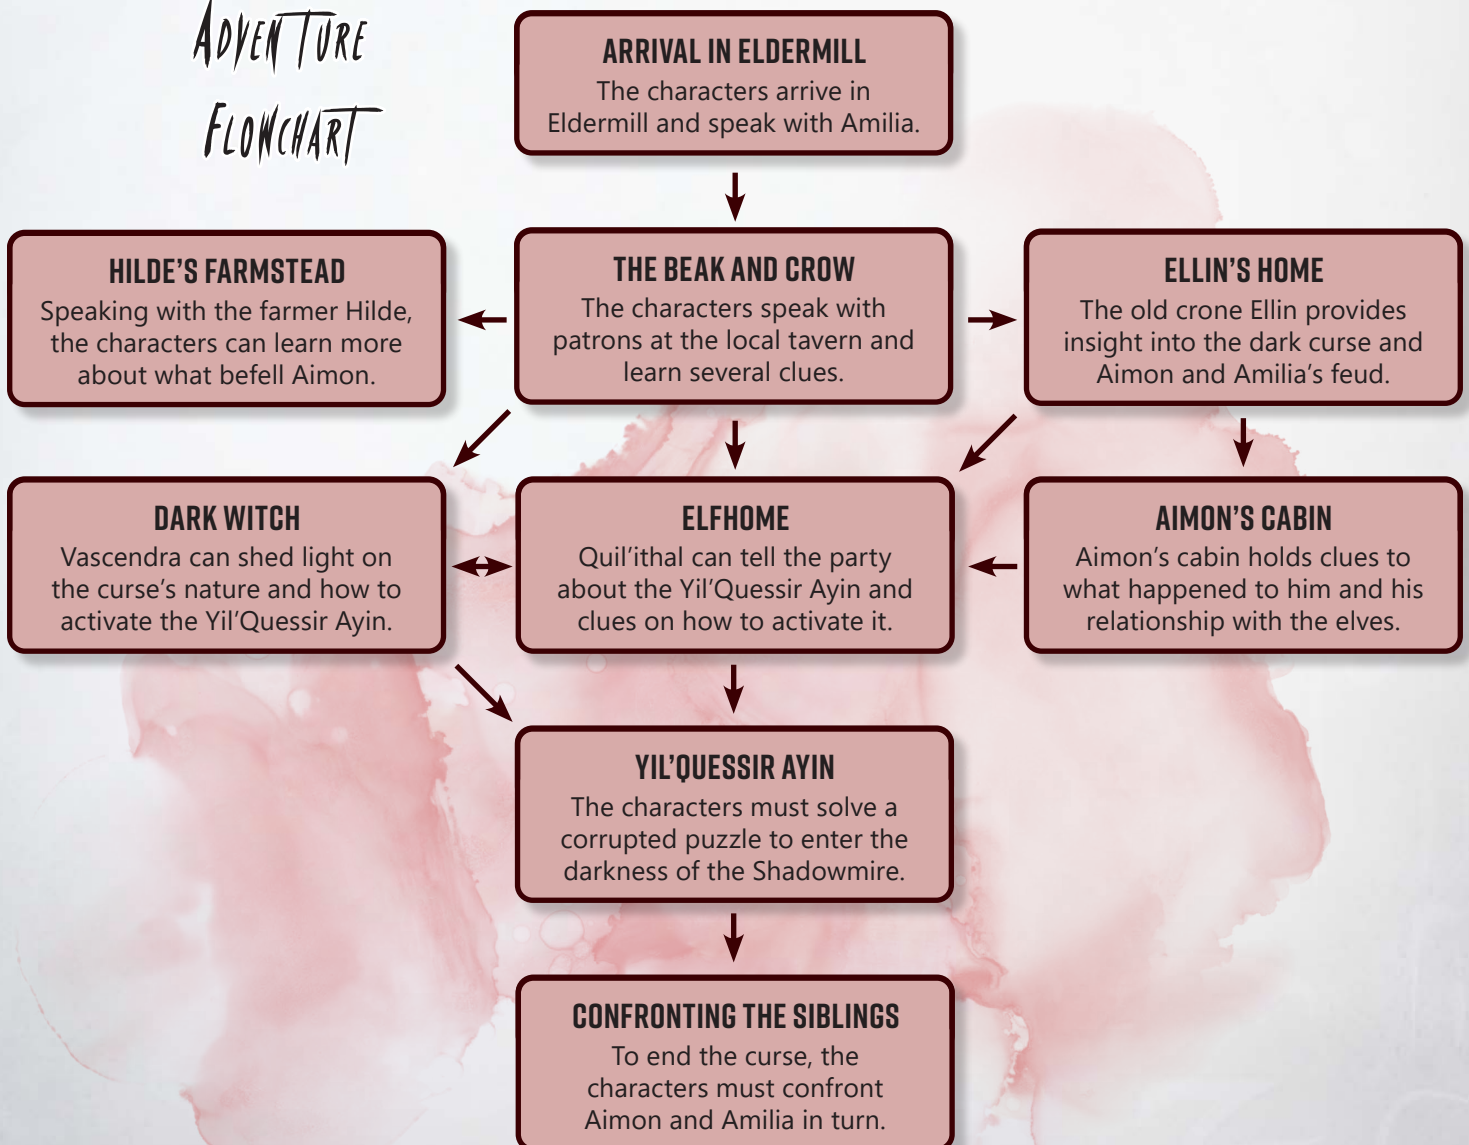 ADVENTURE
FLOWCHART
ARRIVAL IN ELDERMILL
The characters arrive in
Eldermill and speak with Amilia.
HILDE'S FARMSTEAD
Speaking with the farmer Hilde,
the characters can learn more
about what befell Aimon.
THE BEAK AND CROW
The characters speak with
patrons at the local tavern and
learn several clues.
ELLIN'S HOME
The old crone Ellin provides
insight into the dark curse and
Aimon and Amilia's feud.
DARK WITCH
Vascendra can shed light on
the curse's nature and how to
activate the Yil'Quessir Ayin.
ELFHOME
Quil'ithal can tell the party
about the Yil'Quessir Ayin and
clues on how to activate it.
AIMON'S CABIN
Aimon's cabin holds clues to
what happened to him and his
relationship with the elves.
YIL'QUESSIR AYIN
The characters must solve a
corrupted puzzle to enter the
darkness of the Shadowmire.
CONFRONTING THE SIBLINGS
To end the curse, the
characters must confront
Aimon and Amilia in turn.